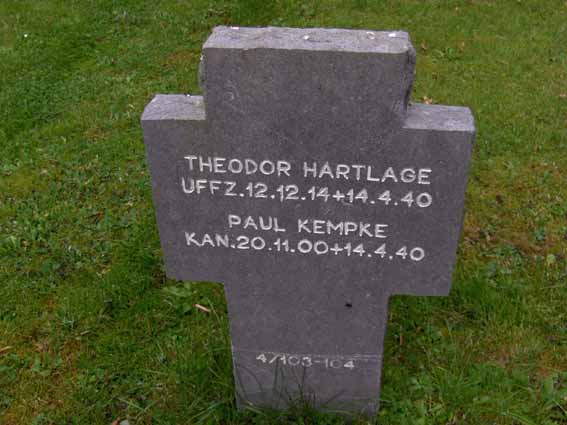 THEODOR HARTLAGE
UFFZ.12.12.14+14.4.40
PAUL KEMPKE
KAN.20.11.00+14.4.40
4/103-104